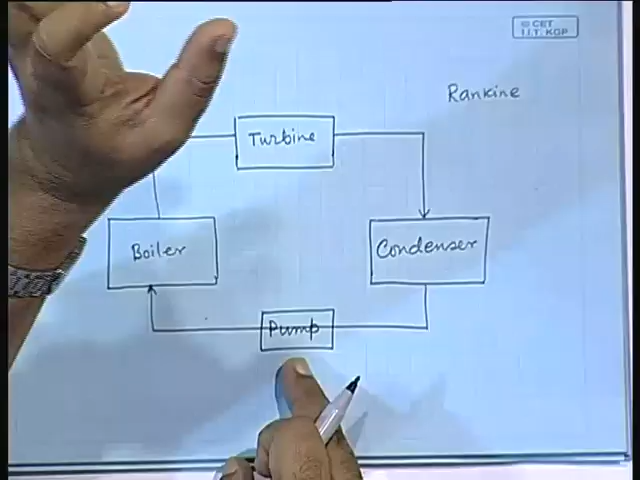 © CET
I.I.T. KGP
Rankine
Turbine
Boiler
Condenser
Pump